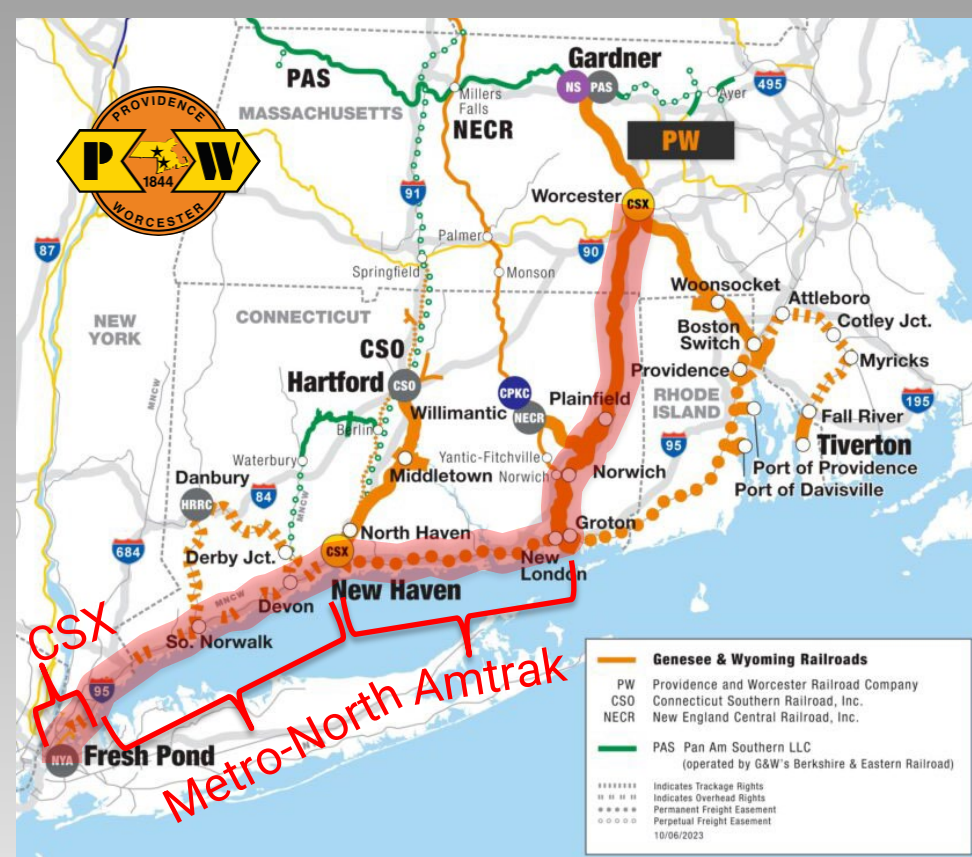 PAS
MASSACHUSETTS
Millers
Falls
NECR
Gardner
NS
PAS
Ayer
495
PW
PROVIDENCE
P W
1844
WORCESTER
91
87
Worcester
CSX
90
Palmer
Springfield
Monson
NEW
YORK
CONNECTICUT
CSO
Hartford
CSO
CPKC
NECR
Willimantic
Plainfield
Woonsocket
Attleboro
Boston
Switch
Cotley Jct.
Providence
Myricks
RHODE
ISLAND
195
95
Fall River
Tiverton
Port of Providence
Port of Davisville
MNCW
Berlin
Waterbury
Yantic-Fitchville
Middletown
Norwich
Norwich
Danbury
HRRC
84
MNCW
684
North Haven
CSX
Groton
Derby Jct.
New
London
New Haven
Devon
MNCW
So. Norwalk
CSX
95
NYA
Fresh Pond
Metro-North Amtrak
Genesee & Wyoming Railroads
PW Providence and Worcester Railroad Company
CSO Connecticut Southern Railroad, Inc.
NECR New England Central Railroad, Inc.
PAS Pan Am Southern LLC
(operated by G&W's Berkshire & Eastern Railroad)
Indicates Trackage Rights
Indicates Overhead Rights
Permanent Freight Easement
Perpetual Freight Easement
10/06/2023